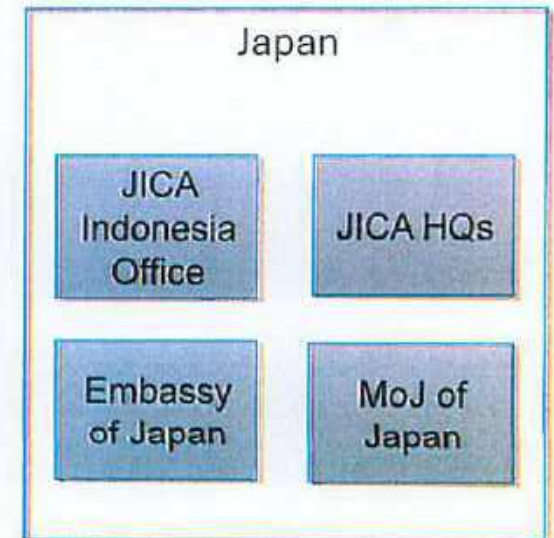 Japan
JICA
Indonesia
Office
JICA HQs
Embassy
of Japan
MoJ of
Japan